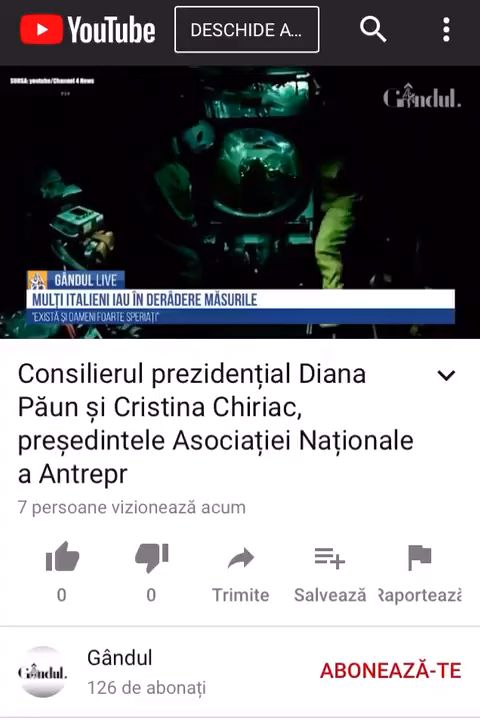 YouTube
DESCHIDE A...
SURSA: youtube/Channel 4 News
Gândul.
GÂNDUL LIVE
MULȚI ITALIENI IAU ÎN DERÂDERE MĂSURILE
"EXISTĂ ȘI OAMENI FOARTE SPERIAȚI"
Consilierul prezidențial Diana
Păun și Cristina Chiriac,
președintele Asociației Naționale
a Antrepr
7 persoane vizionează acum
0
0
Trimite
Salvează
Raportează
Gândul.
Gândul
ABONEAZĂ-TE
126 de abonați